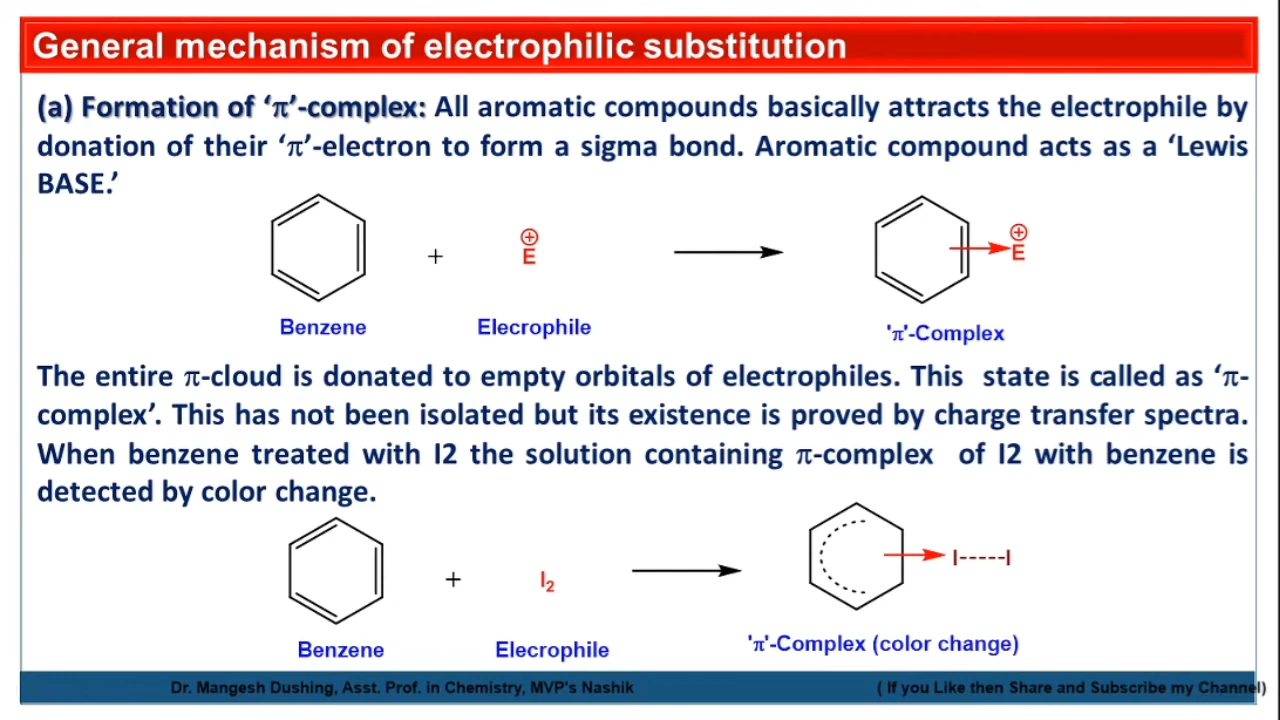 General mechanism of electrophilic substitution
(a) Formation of ‘π’-complex: All aromatic compounds basically attracts the electrophile by
donation of their ‘π’-electron to form a sigma bond. Aromatic compound acts as a ‘Lewis
BASE.’
+
⊕
E
⊕
E
Benzene
Elecrophile
'π'-Complex
The entire π-cloud is donated to empty orbitals of electrophiles. This state is called as ‘π-
complex’. This has not been isolated but its existence is proved by charge transfer spectra.
When benzene treated with I2 the solution containing π-complex of I2 with benzene is
detected by color change.
+
I₂
I-----I
Benzene
Elecrophile
'π'-Complex (color change)
Dr. Mangesh Dushing, Asst. Prof. in Chemistry, MVP's Nashik
( If you Like then Share and Subscribe my Channel)